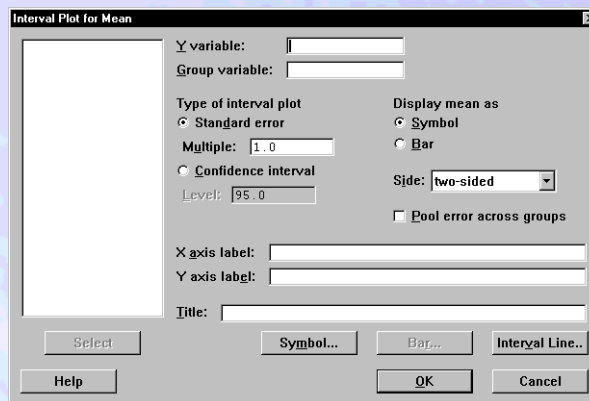 Interval Plot for Mean
Y variable:
Group variable:
Type of interval plot
Standard error
Multiple: 1.0
Confidence interval
Level: 95.0
Display mean as
Symbol
Bar
Side: two-sided
Pool error across groups
X axis label:
Y axis label:
Title:
Select
Symbol...
Bar...
Interval Line..
Help
OK
Cancel